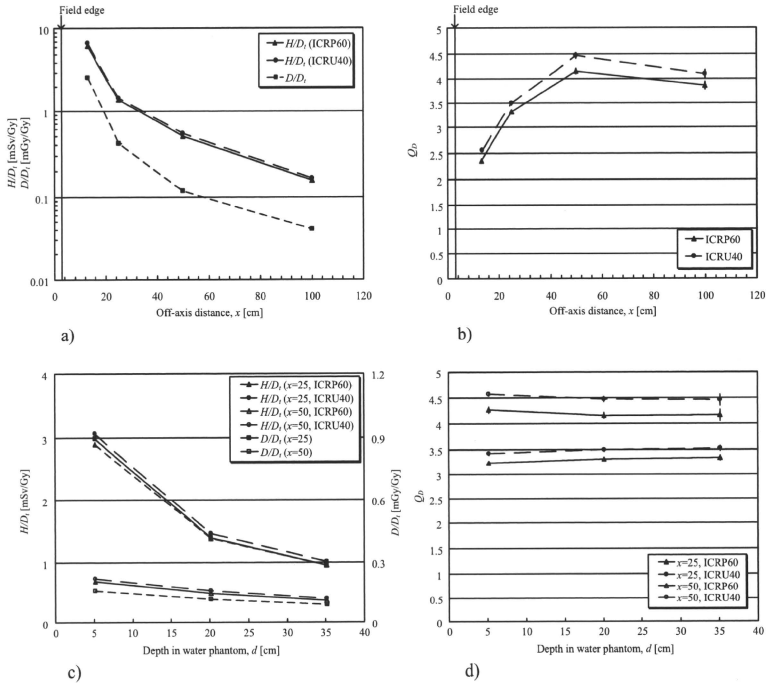 Field edge
10
1
0.1
0.01
H/Dt [mSv/Gy]
D/Dt [mGy/Gy]
H/Dt (ICRP60)
H/Dt (ICRU40)
D/Dt
0 20 40 60 80 100 120
Off-axis distance, x [cm]
a)
Field edge
5
4.5
4
3.5
3
2.5
2
1.5
1
0.5
0
QD
ICRP60
ICRU40
0 20 40 60 80 100 120
Off-axis distance, x [cm]
b)
4
3
2
1
0
H/Dt [mSv/Gy]
H/Dt (x=25, ICRP60)
H/Dt (x=25, ICRU40)
H/Dt (x=50, ICRP60)
H/Dt (x=50, ICRU40)
D/Dt (x=25)
D/Dt (x=50)
1.2
0.9
0.6
0.3
0
D/Dt [mGy/Gy]
0 5 10 15 20 25 30 35 40
Depth in water phantom, d [cm]
c)
5
4.5
4
3.5
3
2.5
2
1.5
1
0.5
0
QD
x=25, ICRP60
x=25, ICRU40
x=50, ICRP60
x=50, ICRU40
0 5 10 15 20 25 30 35 40
Depth in water phantom, d [cm]
d)